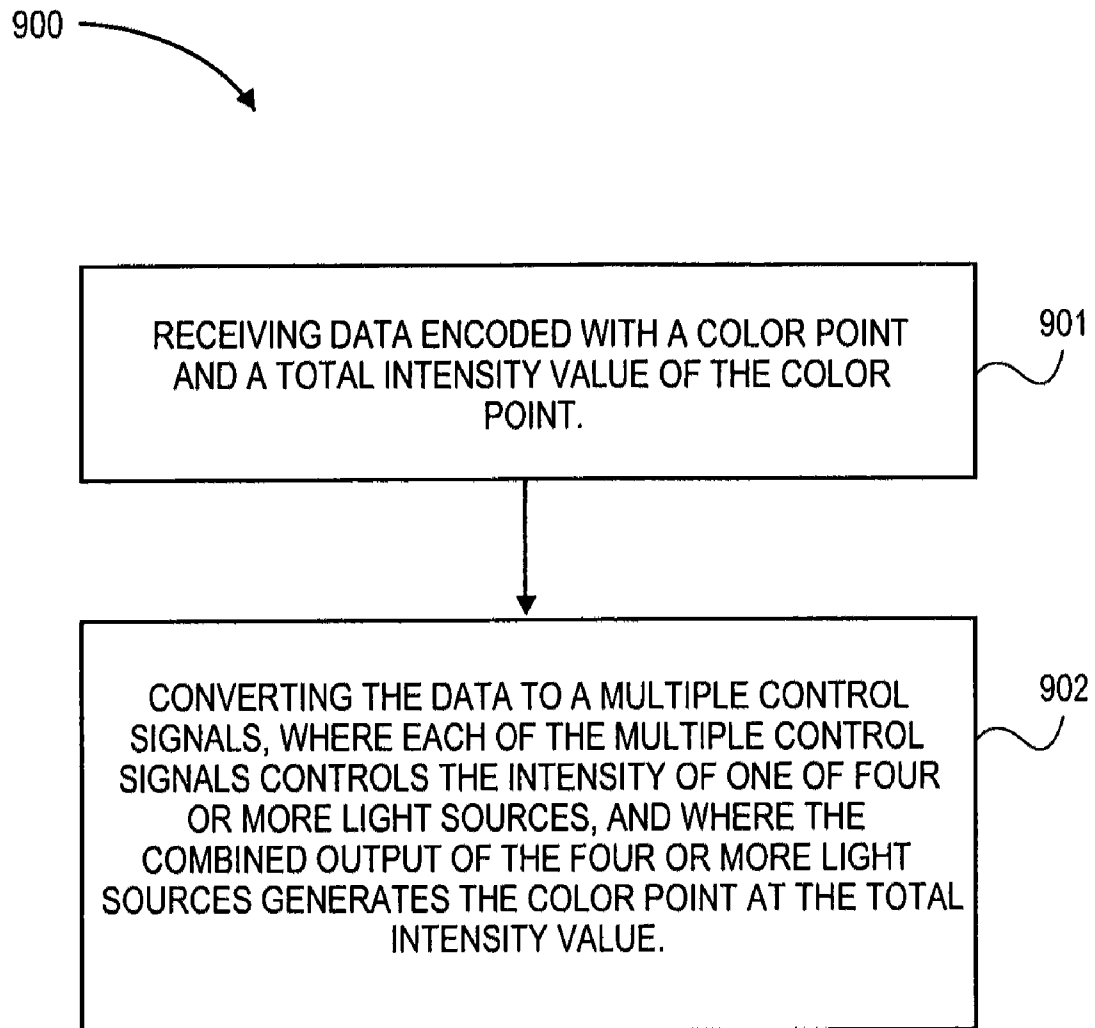 900
RECEIVING DATA ENCODED WITH A COLOR POINT
AND A TOTAL INTENSITY VALUE OF THE COLOR
POINT.
901
CONVERTING THE DATA TO A MULTIPLE CONTROL
SIGNALS, WHERE EACH OF THE MULTIPLE CONTROL
SIGNALS CONTROLS THE INTENSITY OF ONE OF FOUR
OR MORE LIGHT SOURCES, AND WHERE THE
COMBINED OUTPUT OF THE FOUR OR MORE LIGHT
SOURCES GENERATES THE COLOR POINT AT THE TOTAL
INTENSITY VALUE.
902